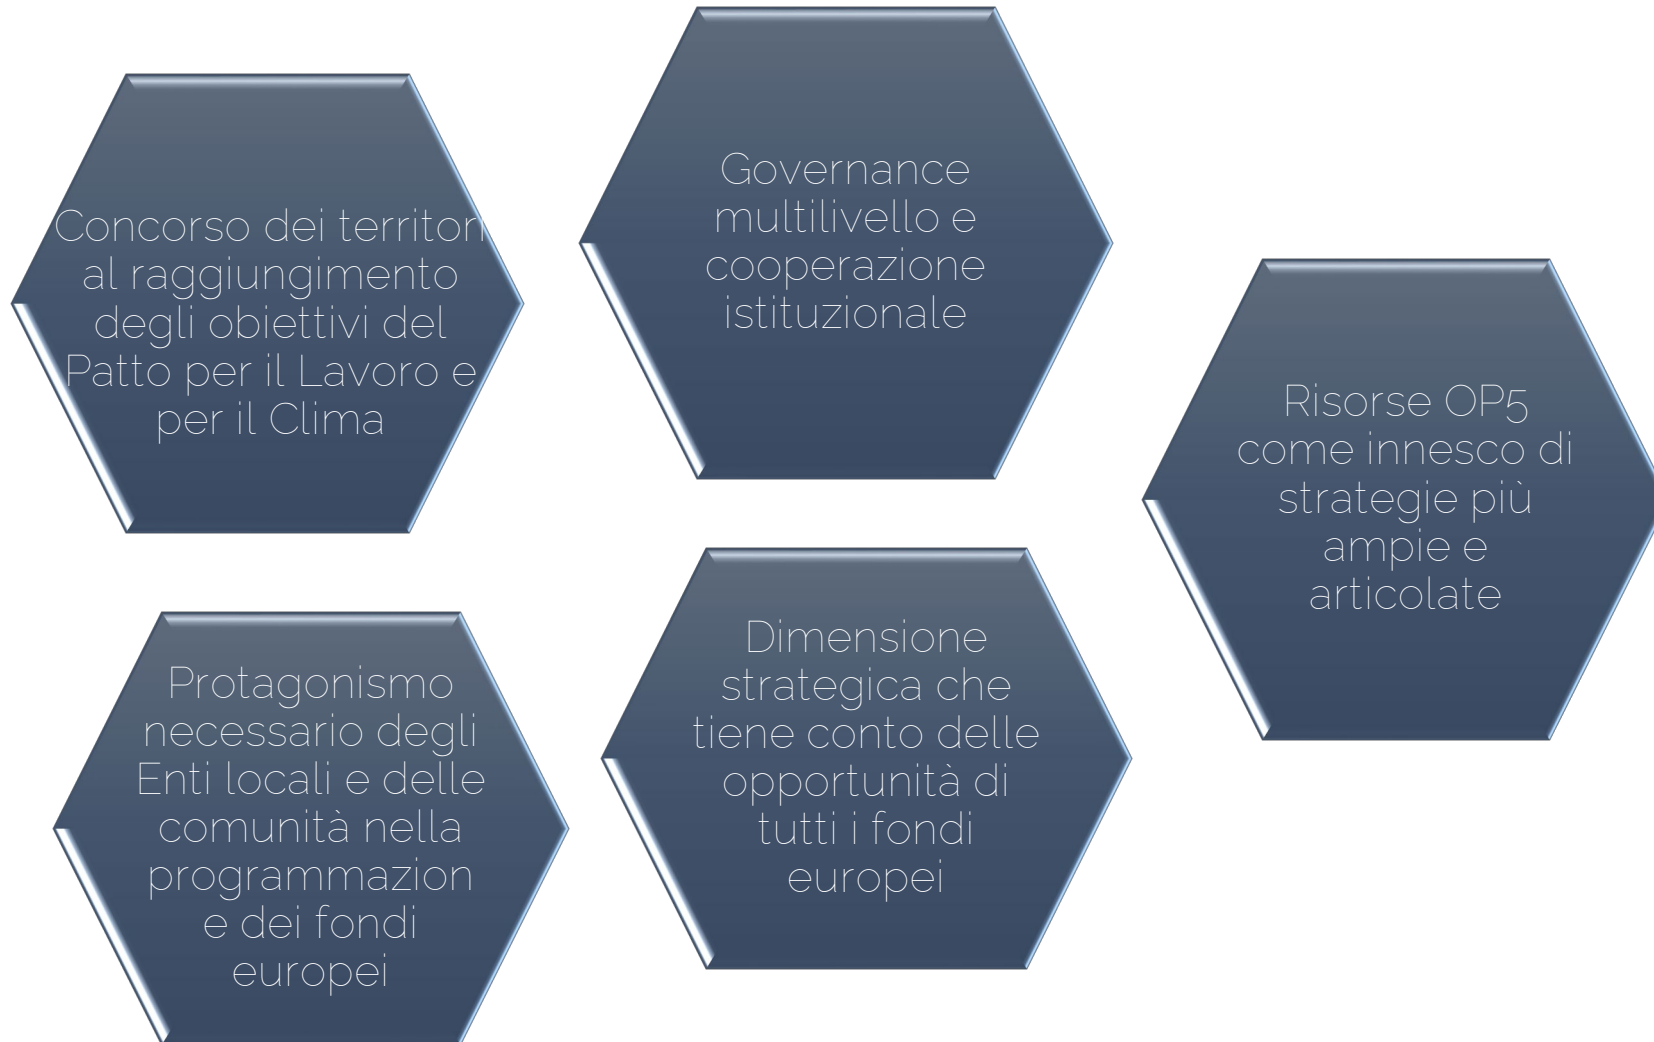 Concorso dei territori
al raggiungimento
degli obiettivi del
Patto per il Lavoro e
per il Clima
Governance
multilivello e
cooperazione
istituzionale
Risorse OP5
come innesco di
strategie più
ampie e
articolate
Protagonismo
necessario degli
Enti locali e delle
comunità nella
programmazion
e dei fondi
europei
Dimensione
strategica che
tiene conto delle
opportunità di
tutti i fondi
europei